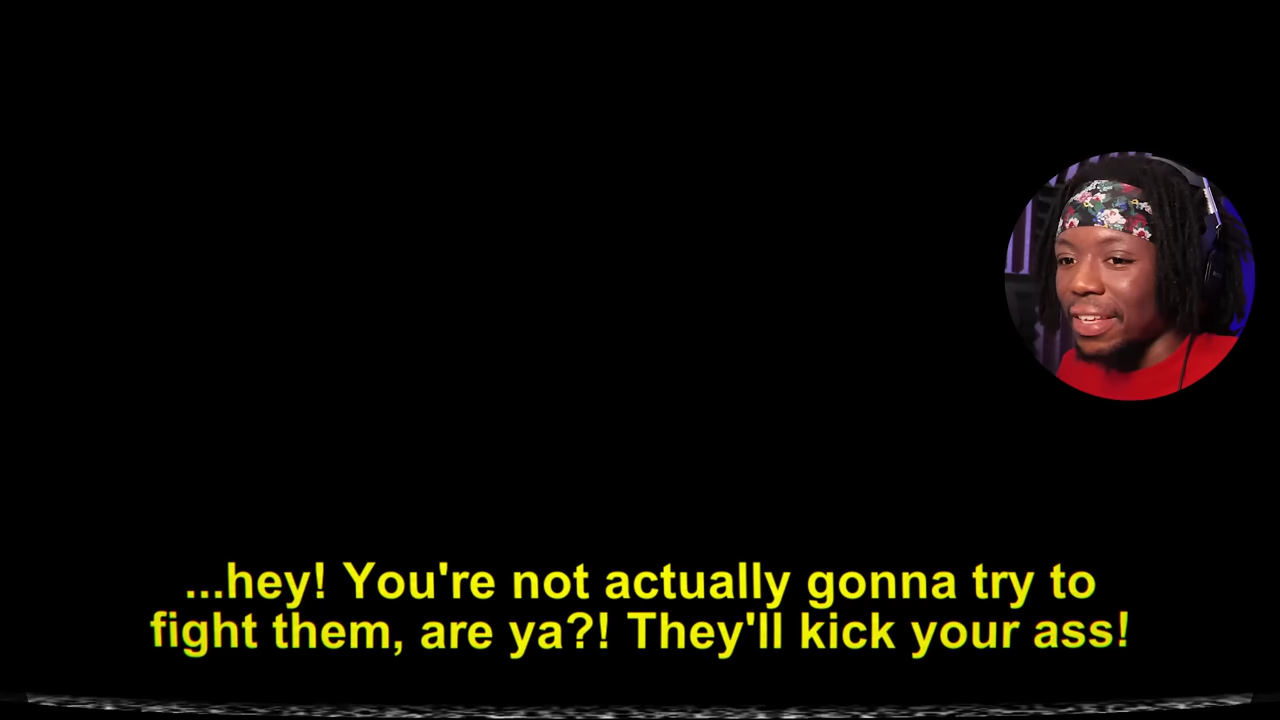 ...hey! You're not actually gonna try to
fight them, are ya?! They'll kick your ass!